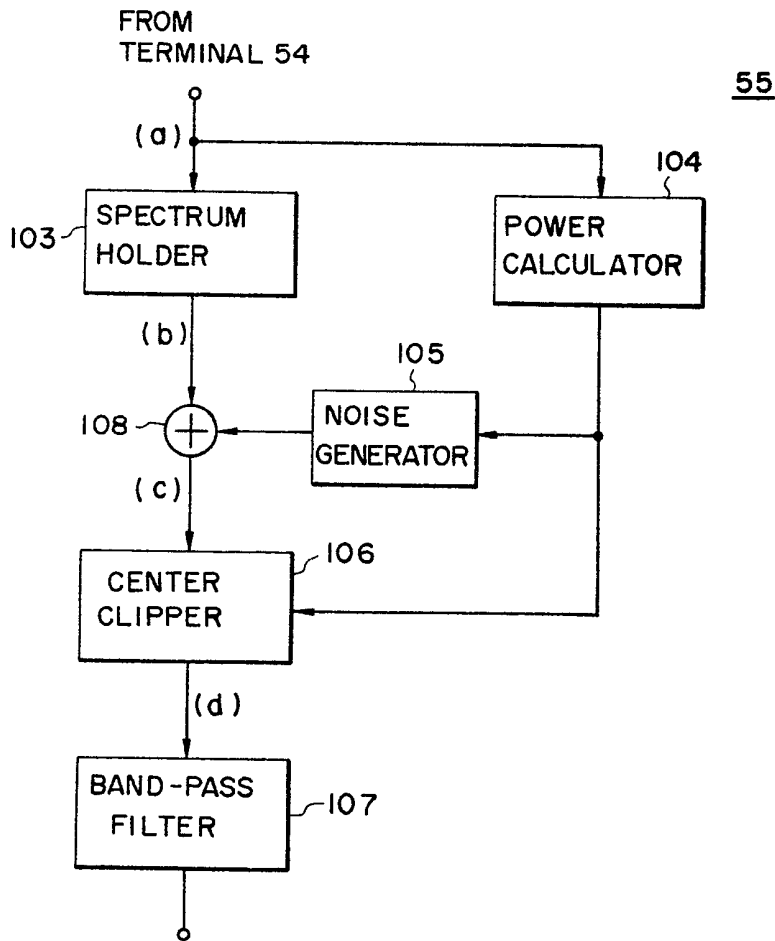 FROM
TERMINAL 54
55
(a)
104
103
SPECTRUM
HOLDER
POWER
CALCULATOR
(b)
105
108
+
NOISE
GENERATOR
(c)
106
CENTER
CLIPPER
(d)
BAND-PASS
FILTER
107